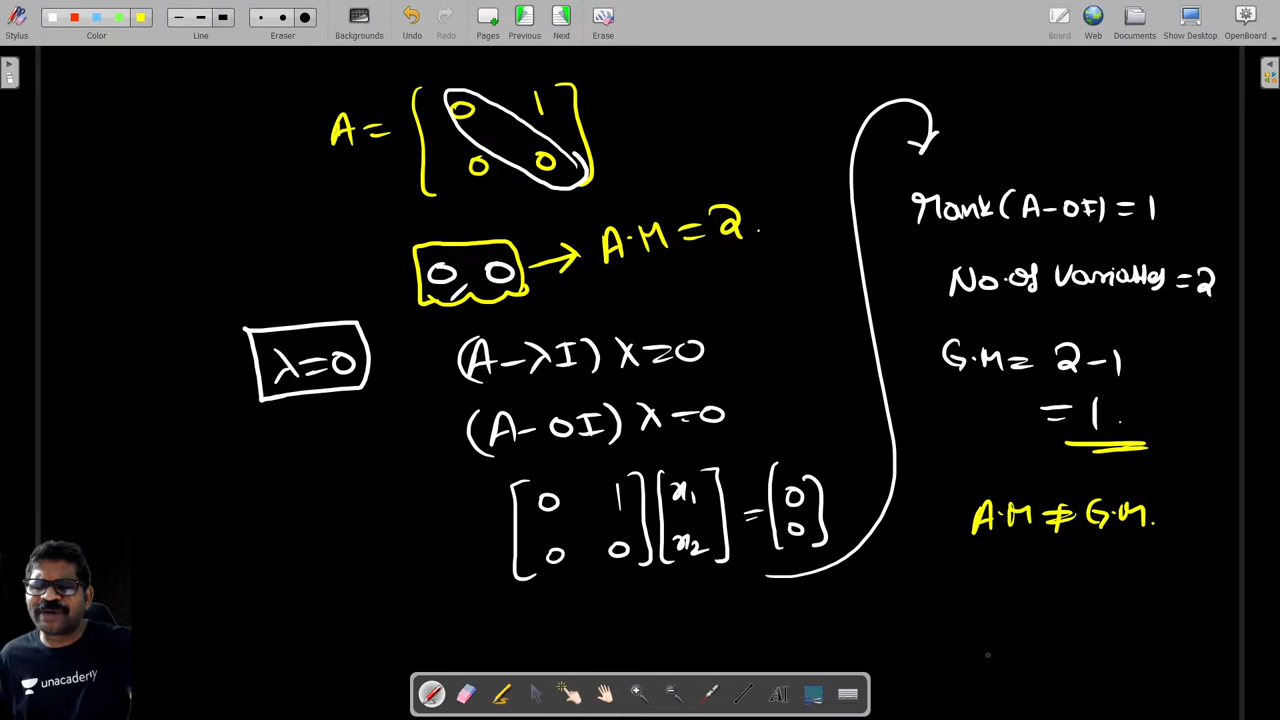 Stylus
Color
Line
Eraser
Backgrounds
Undo
Redo
Pages
Previous
Next
Erase
Board
Web
Documents
Show Desktop
OpenBoard
A = [0 1
0 0]
0, 0 → A.M = 2.
λ=0
(A-λI) X=0
(A-0I) X=0
[0 1 [x1 = [0
0 0] x2] 0]
Rank(A-0I) = 1
No.of Variables = 2
G.M = 2-1
= 1.
A.M ≠ G.M.
unacademy
AI